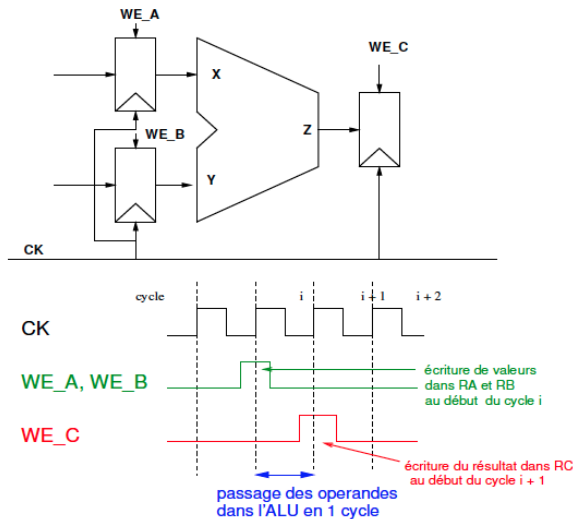 WE_A
WE_C
X
WE_B
Z
Y
CK
cycle i i + 1 i + 2
CK
WE_A, WE_B
écriture de valeurs
dans RA et RB
au début du cycle i
WE_C
écriture du résultat dans RC
au début du cycle i + 1
passage des operandes
dans l'ALU en 1 cycle